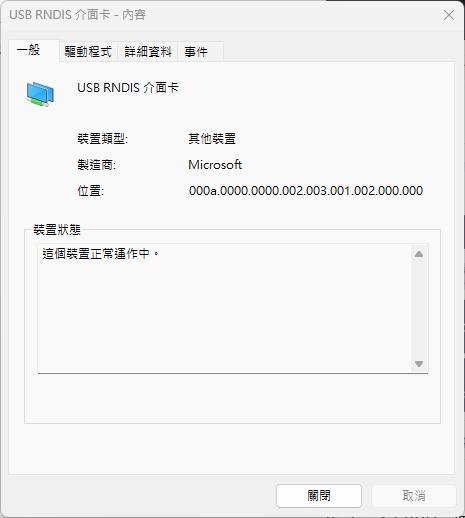 USB RNDIS 介面卡 - 內容
一般 驅動程式 詳細資料 事件
USB RNDIS 介面卡
裝置類型: 其他裝置
製造商: Microsoft
位置: 000a.0000.0000.002.003.001.002.000.000
裝置狀態
這個裝置正常運作中。
關閉 取消